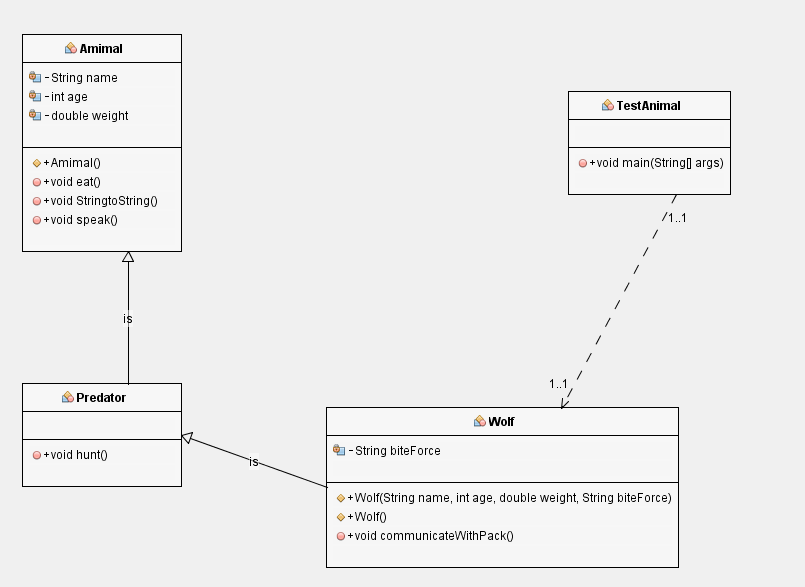 Amimal
-String name
-int age
-double weight
+Amimal()
+void eat()
+void StringtoString()
+void speak()
TestAnimal
+void main(String[] args)
1..1
is
1..1
Predator
+void hunt()
is
Wolf
-String biteForce
+Wolf(String name, int age, double weight, String biteForce)
+Wolf()
+void communicateWithPack()